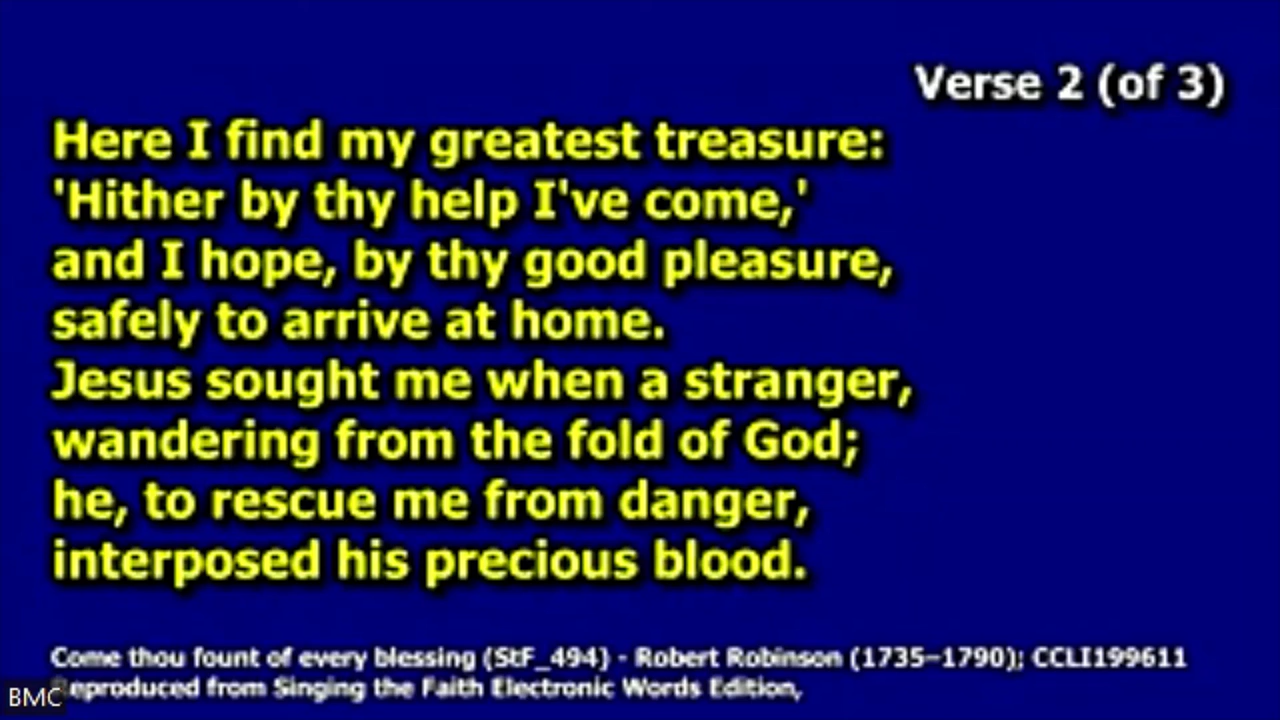 Verse 2 (of 3)
Here I find my greatest treasure:
'Hither by thy help I've come,'
and I hope, by thy good pleasure,
safely to arrive at home.
Jesus sought me when a stranger,
wandering from the fold of God;
he, to rescue me from danger,
interposed his precious blood.
Come thou fount of every blessing (StF_494) - Robert Robinson (1735–1790); CCLI199611
eproduced from Singing the Faith Electronic Words Edition,
BMC